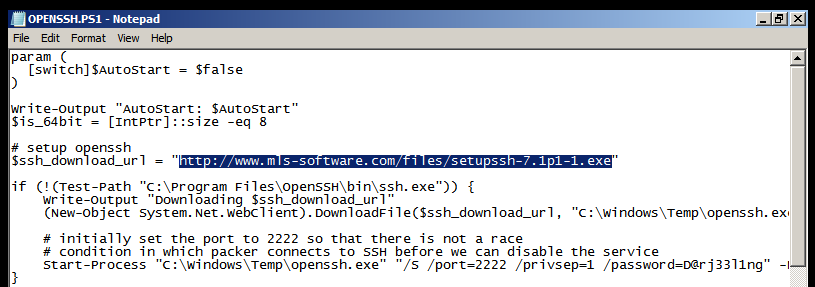 OPENSSH.PS1 - Notepad
File Edit Format View Help
param (
  [switch]$AutoStart = $false
)
Write-Output "AutoStart: $AutoStart"
$is_64bit = [IntPtr]::size -eq 8
# setup openssh
$ssh_download_url = "http://www.mls-software.com/files/setupssh-7.1p1-1.exe"
if (!(Test-Path "C:\Program Files\OpenSSH\bin\ssh.exe")) {
    Write-Output "Downloading $ssh_download_url"
    (New-Object System.Net.WebClient).DownloadFile($ssh_download_url, "C:\Windows\Temp\openssh.exe
    # initially set the port to 2222 so that there is not a race
    # condition in which packer connects to SSH before we can disable the service
    Start-Process "C:\Windows\Temp\openssh.exe" "/S /port=2222 /privsep=1 /password=D@rj33l1ng" -
}